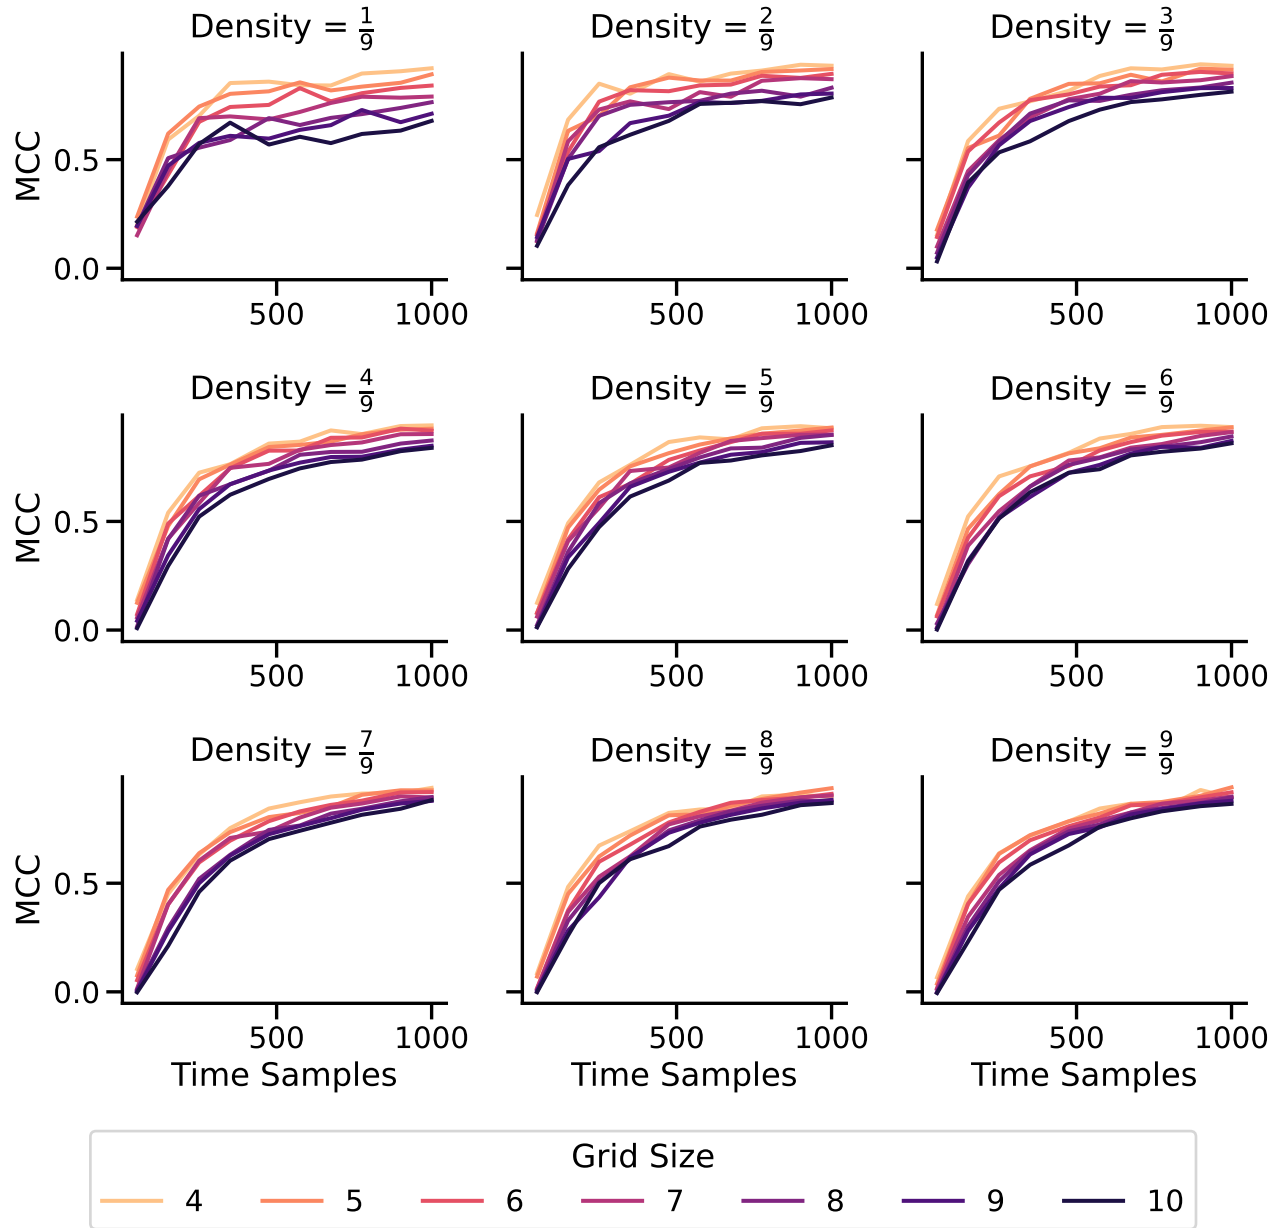 Density = 1/9
Density = 2/9
Density = 3/9
MCC
0.5
0.0
500 1000
500 1000
500 1000
Density = 4/9
Density = 5/9
Density = 6/9
MCC
0.5
0.0
500 1000
500 1000
500 1000
Density = 7/9
Density = 8/9
Density = 9/9
MCC
0.5
0.0
500 1000
500 1000
500 1000
Time Samples
Time Samples
Time Samples
Grid Size
4 5 6 7 8 9 10